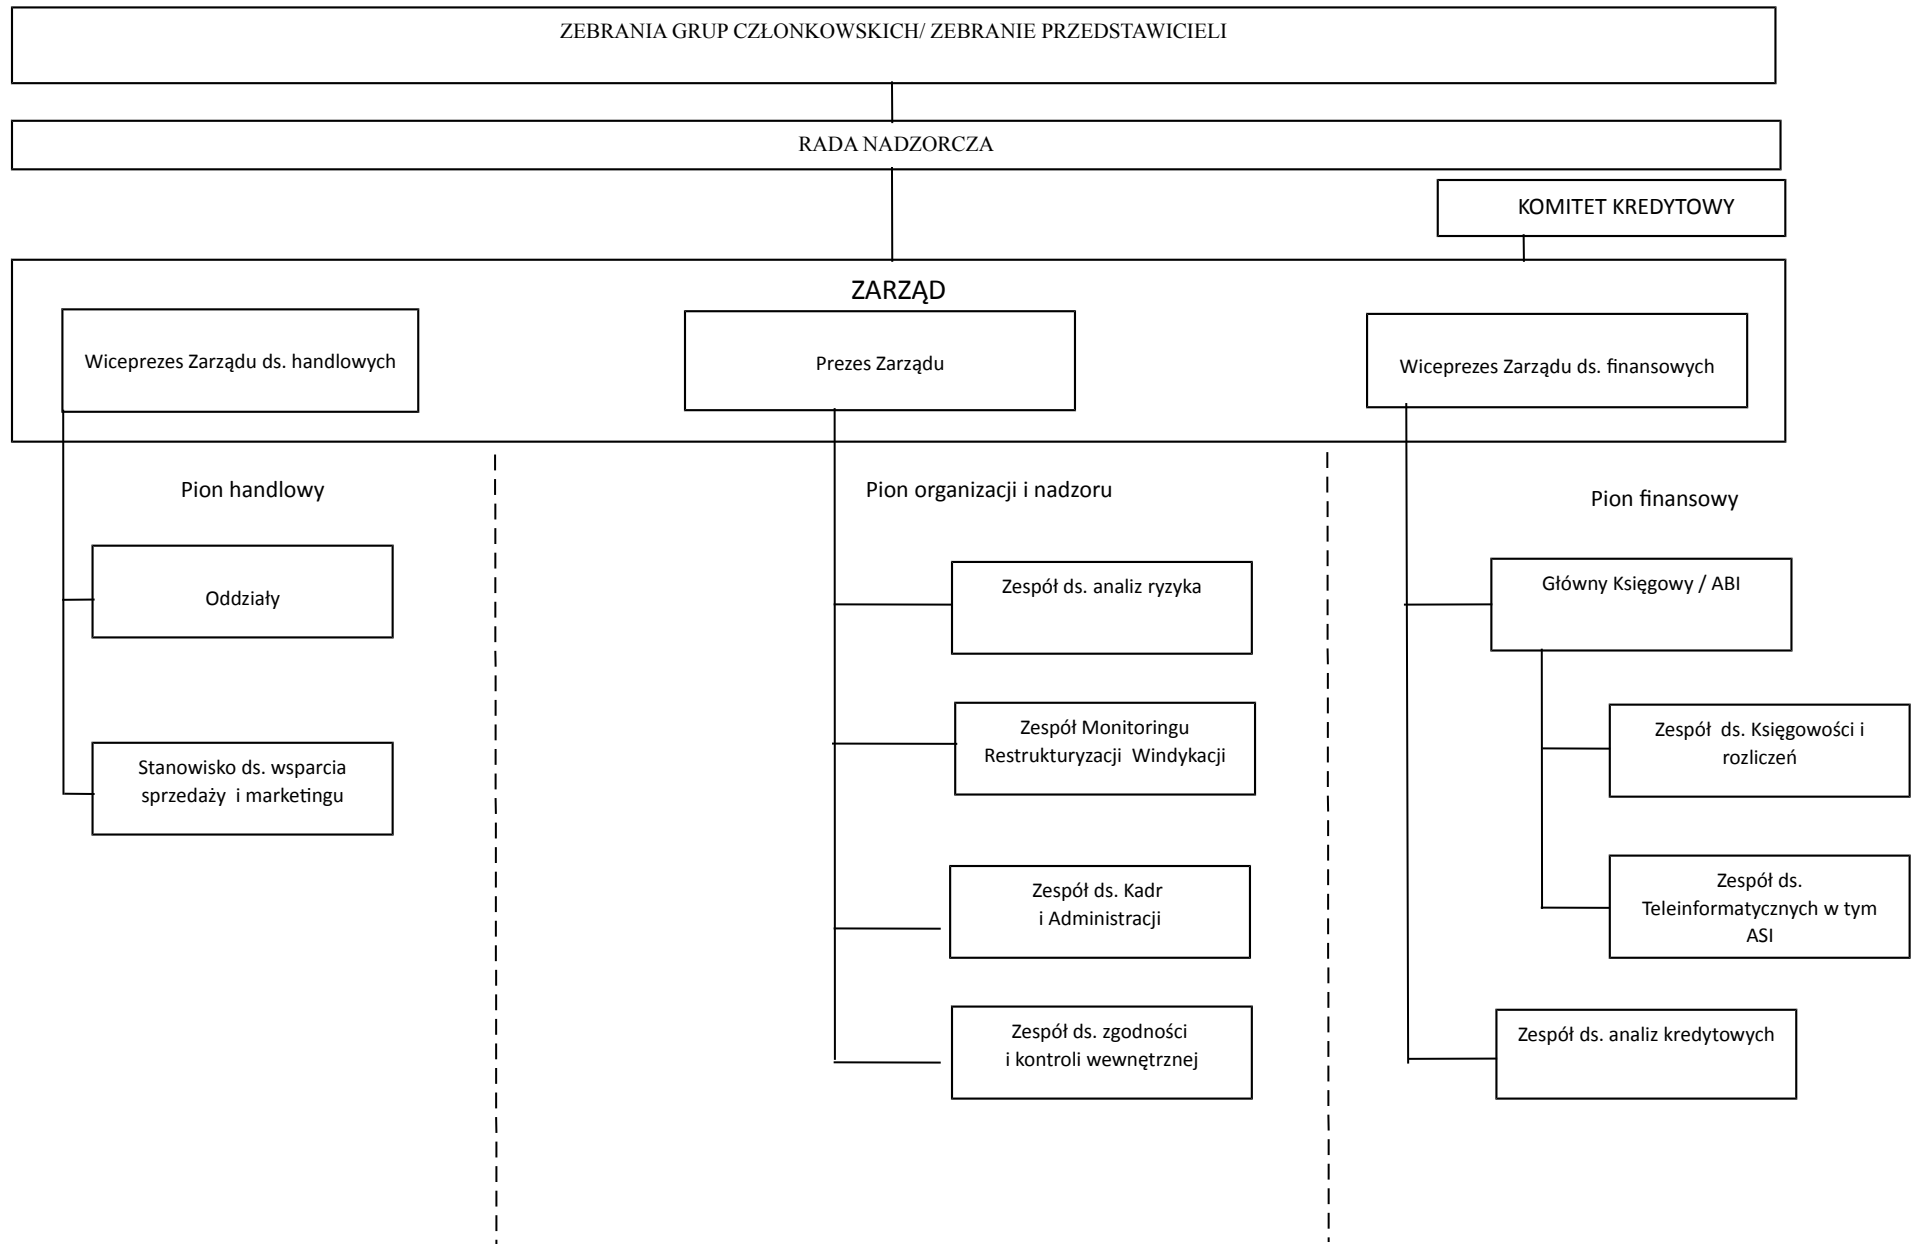 ZEBRANIA GRUP CZŁONKOWSKICH/ ZEBRANIE PRZEDSTAWICIELI
RADA NADZORCZA
KOMITET KREDYTOWY
ZARZĄD
Wiceprezes Zarządu ds. handlowych
Prezes Zarządu
Wiceprezes Zarządu ds. finansowych
Pion handlowy
Oddziały
Stanowisko ds. wsparcia
sprzedaży i marketingu
Pion organizacji i nadzoru
Zespół ds. analiz ryzyka
Zespół Monitoringu
Restrukturyzacji Windykacji
Zespół ds. Kadr
i Administracji
Zespół ds. zgodności
i kontroli wewnętrznej
Pion finansowy
Główny Księgowy / ABI
Zespół ds. Księgowości i
rozliczeń
Zespół ds.
Teleinformatycznych w tym
ASI
Zespół ds. analiz kredytowych